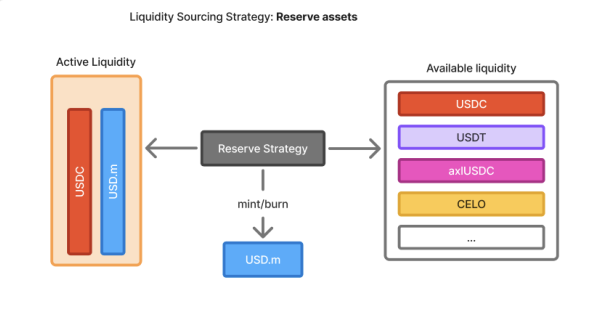 Liquidity Sourcing Strategy: Reserve assets
Active Liquidity
USDC
USD.m
Reserve Strategy
mint/burn
USD.m
Available liquidity
USDC
USDT
axlUSDC
CELO
...